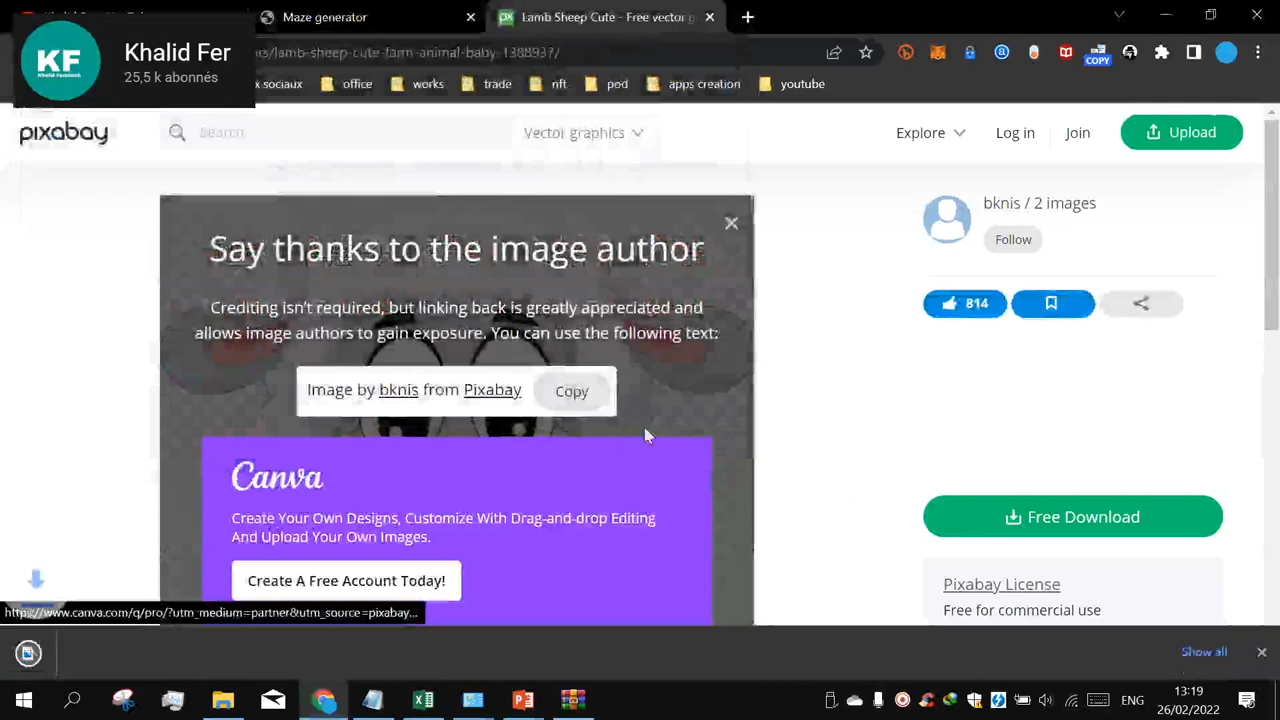 Maze generator
Lamb Sheep Cute - Free vector g
KF
Khalid Fer
25,5 k abonnés
rs/lamb-sheep-cute-farm-animal-baby-1388937/
COPY
x sociaux
office
works
trade
nft
pod
apps creation
youtube
pixabay
Search
Vector graphics
Explore
Log in
Join
Upload
bknis / 2 images
Follow
814
Say thanks to the image author
Crediting isn't required, but linking back is greatly appreciated and
allows image authors to gain exposure. You can use the following text:
Image by bknis from Pixabay
Copy
Canva
Create Your Own Designs, Customize With Drag-and-drop Editing
And Upload Your Own Images.
Create A Free Account Today!
Free Download
Pixabay License
Free for commercial use
https://www.canva.com/q/pro/?utm_medium=partner&utm_source=pixabay...
Show all
ENG
13:19
26/02/2022